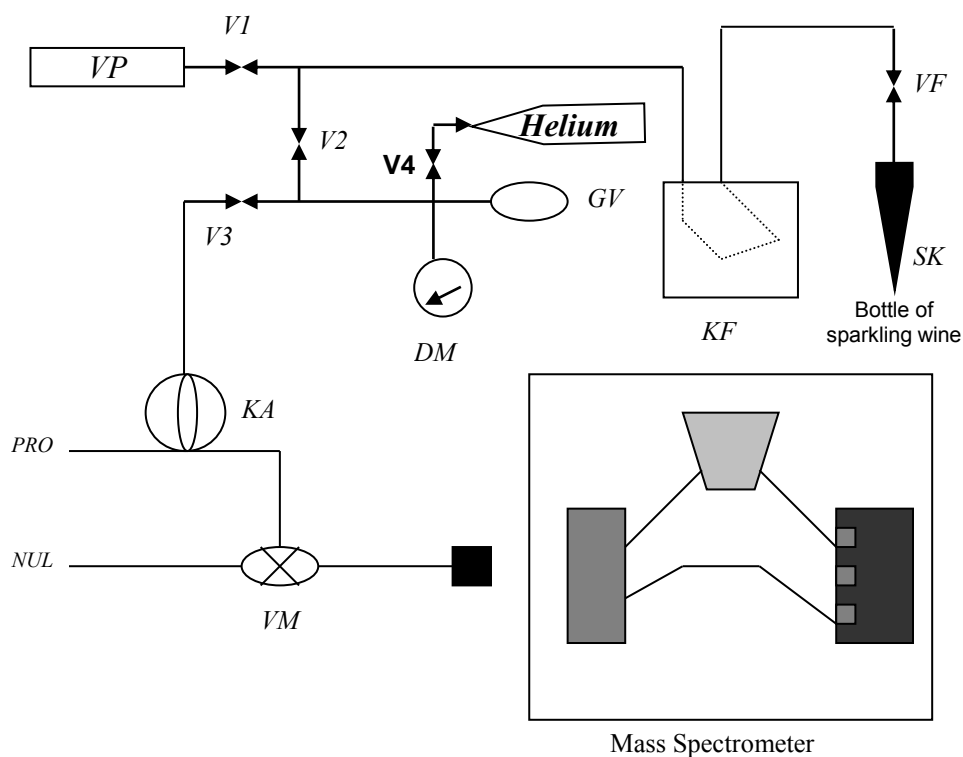 V1
VP
VF
Helium
V2
V4
GV
V3
SK
Bottle of
sparkling wine
KF
DM
KA
PRO
NUL
VM
Mass Spectrometer